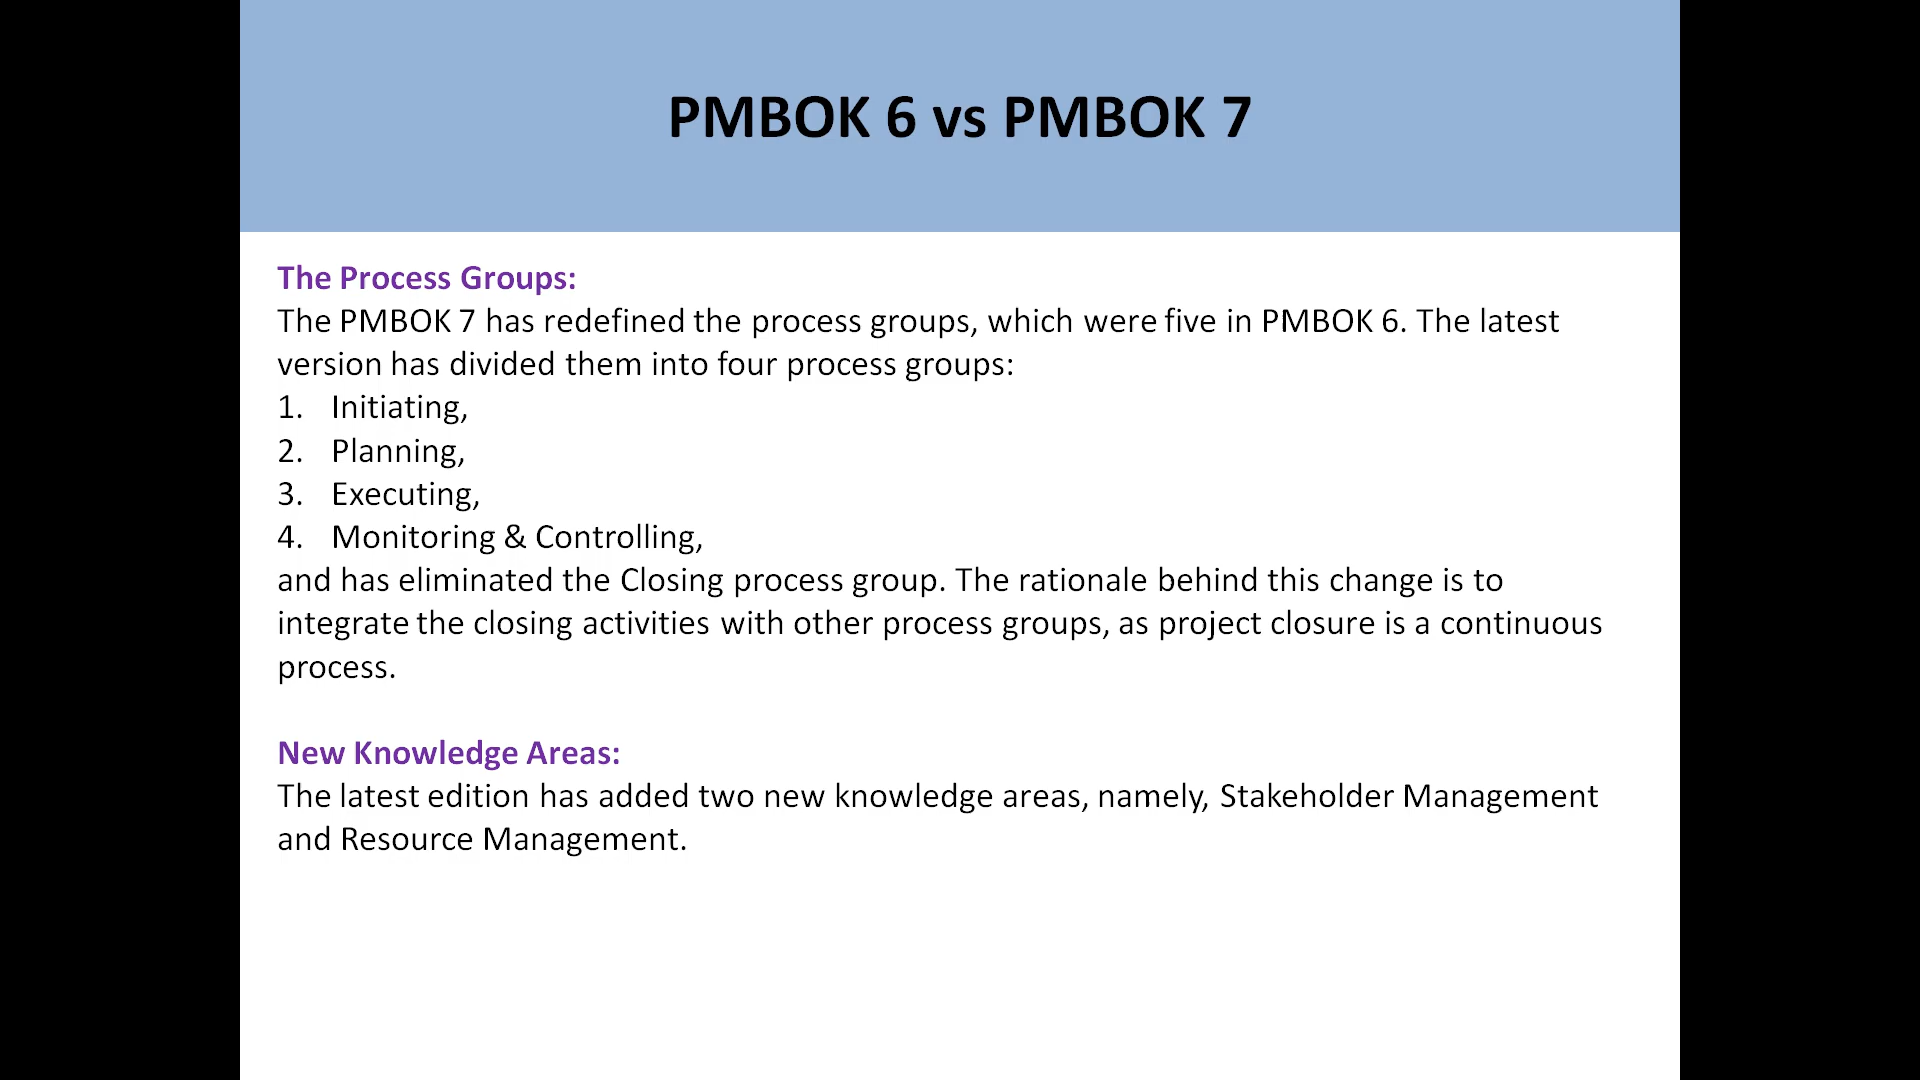 PMBOK 6 vs PMBOK 7
The Process Groups:
The PMBOK 7 has redefined the process groups, which were five in PMBOK 6. The latest
version has divided them into four process groups:
1. Initiating,
2. Planning,
3. Executing,
4. Monitoring & Controlling,
and has eliminated the Closing process group. The rationale behind this change is to
integrate the closing activities with other process groups, as project closure is a continuous
process.
New Knowledge Areas:
The latest edition has added two new knowledge areas, namely, Stakeholder Management
and Resource Management.